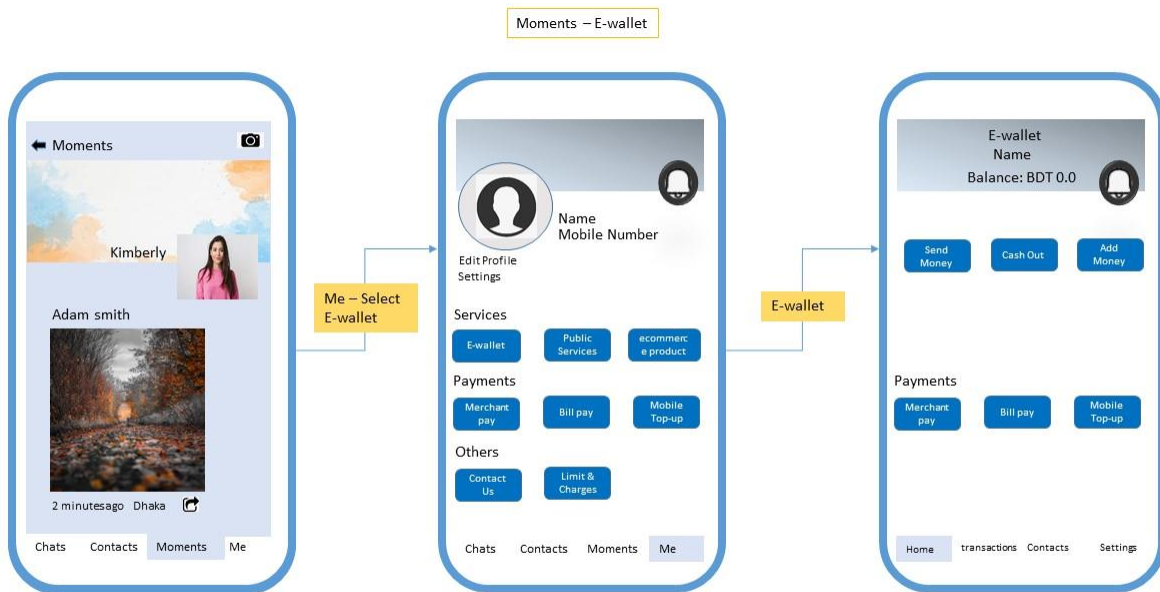 Moments – E-wallet
Moments
Kimberly
Adam smith
2 minutesago Dhaka
Chats Contacts Moments Me
Me – Select
E-wallet
Name
Mobile Number
Edit Profile
Settings
Services
E-wallet
Public
Services
ecommerc
e product
Payments
Merchant
pay
Bill pay
Mobile
Top-up
Others
Contact
Us
Limit &
Charges
Chats Contacts Moments Me
E-wallet
E-wallet
Name
Balance: BDT 0.0
Send
Money
Cash Out
Add
Money
Payments
Merchant
pay
Bill pay
Mobile
Top-up
Home transactions Contacts Settings